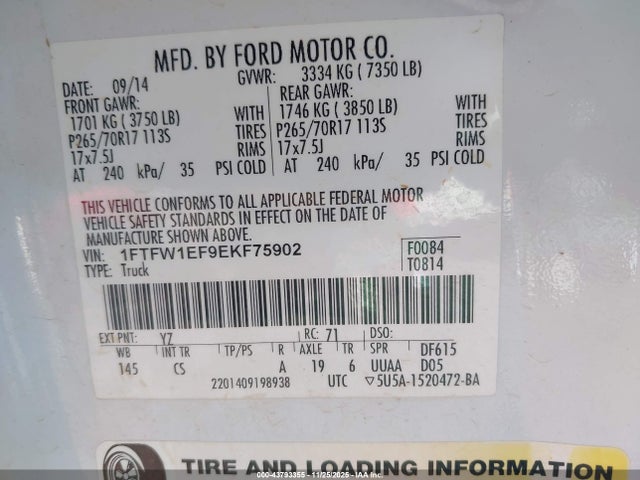 MFD. BY FORD MOTOR CO.
DATE: 09/14 GVWR: 3334 KG ( 7350 LB)
FRONT GAWR: REAR GAWR:
1701 KG ( 3750 LB) WITH 1746 KG ( 3850 LB) WITH
P265/70R17 113S TIRES P265/70R17 113S TIRES
17x7.5J RIMS 17x7.5J RIMS
AT 240 kPa/ 35 PSI COLD AT 240 kPa/ 35 PSI COLD
THIS VEHICLE CONFORMS TO ALL APPLICABLE FEDERAL MOTOR
VEHICLE SAFETY STANDARDS IN EFFECT ON THE DATE OF
MANUFACTURE SHOWN ABOVE.
VIN: 1FTFW1EF9EKF75902 F0084
TYPE: Truck T0814
EXT PNT: YZ RC: 71 DSO:
WB INT TR TP/PS R AXLE TR SPR DF615
145 CS A 19 6 UUAA D05
2201409198938 UTC ▽5U5A-1520472-BA
TIRE AND LOADING INFORMATION
000-43793355 - 11/25/2025 - IAA Inc.